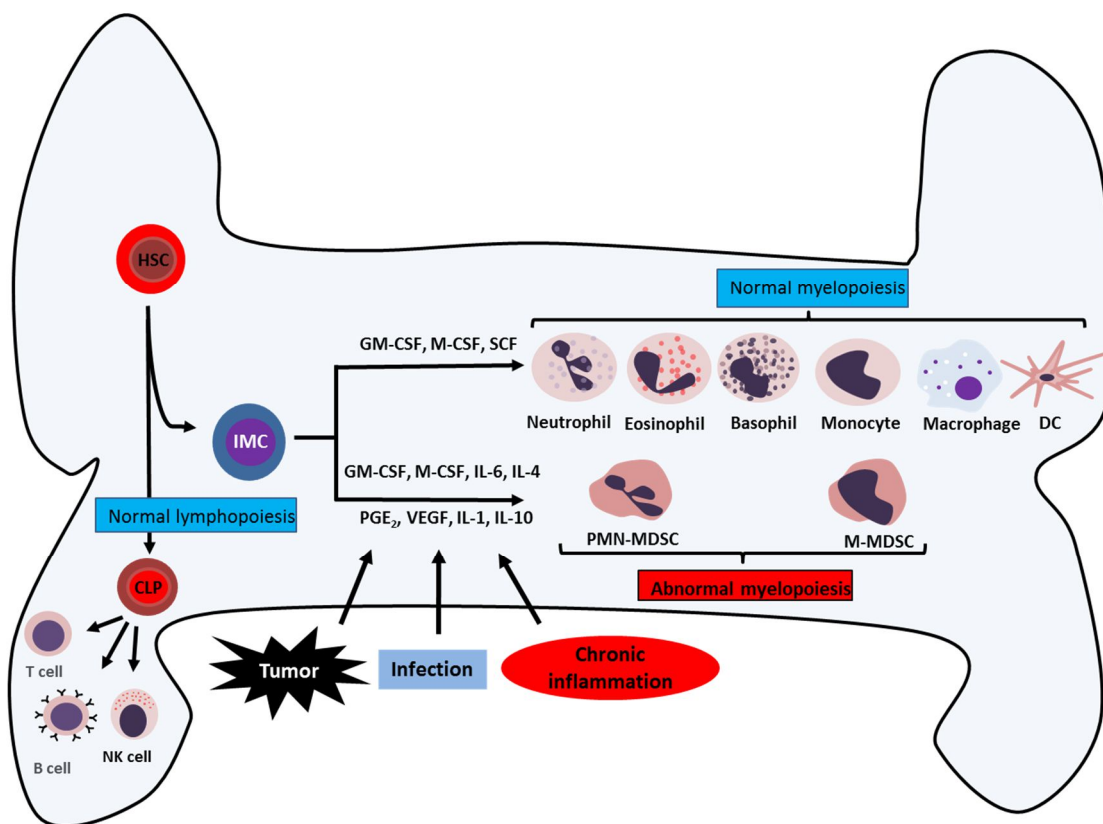 HSC
Normal myelopoiesis
GM-CSF, M-CSF, SCF
Neutrophil
Eosinophil
Basophil
Monocyte
Macrophage
DC
IMC
GM-CSF, M-CSF, IL-6, IL-4
PGE₂, VEGF, IL-1, IL-10
Normal lymphopoiesis
PMN-MDSC
M-MDSC
Abnormal myelopoiesis
CLP
T cell
B cell
NK cell
Tumor
Infection
Chronic
inflammation